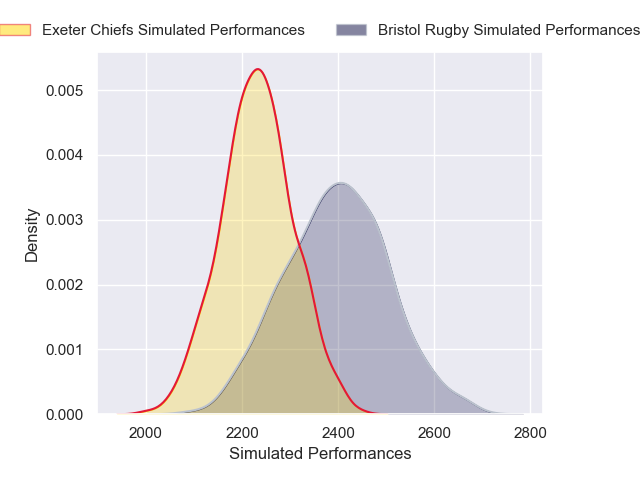 Exeter Chiefs Simulated Performances Bristol Rugby Simulated Performances
0.005
0.004
0.003
0.002
0.001
0.000
Density
2000 2200 2400 2600 2800
Simulated Performances